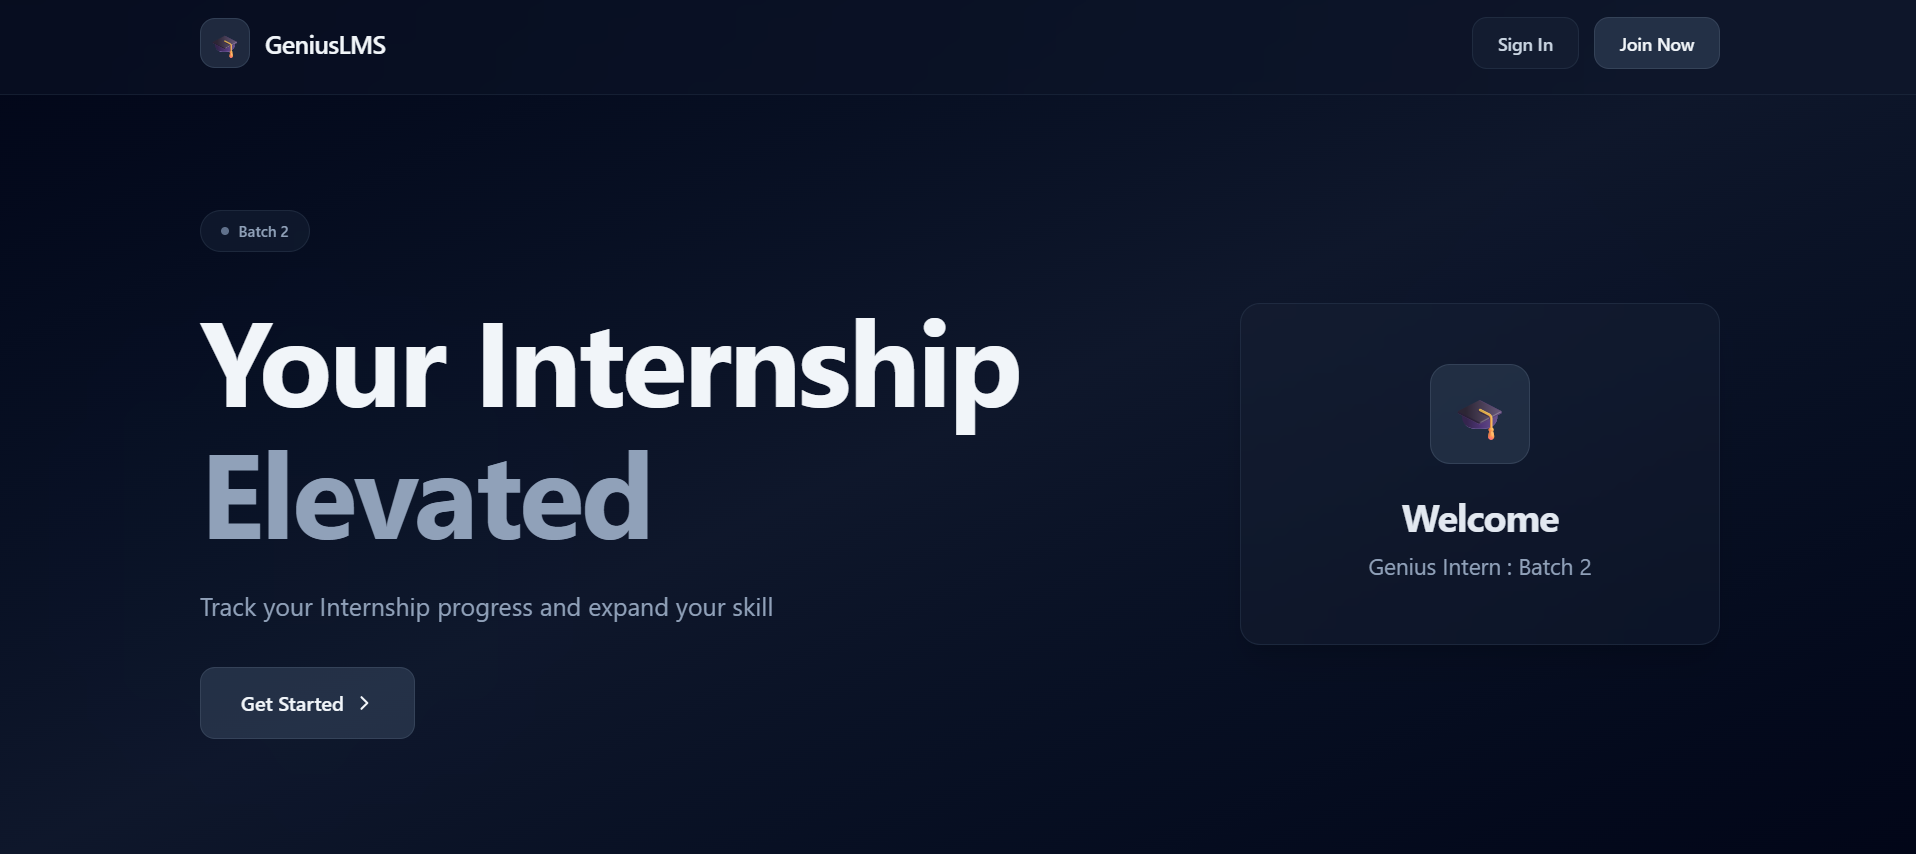 GeniusLMS
Sign In
Join Now
Batch 2
Your Internship
Elevated
Track your Internship progress and expand your skill
Get Started
Welcome
Genius Intern : Batch 2